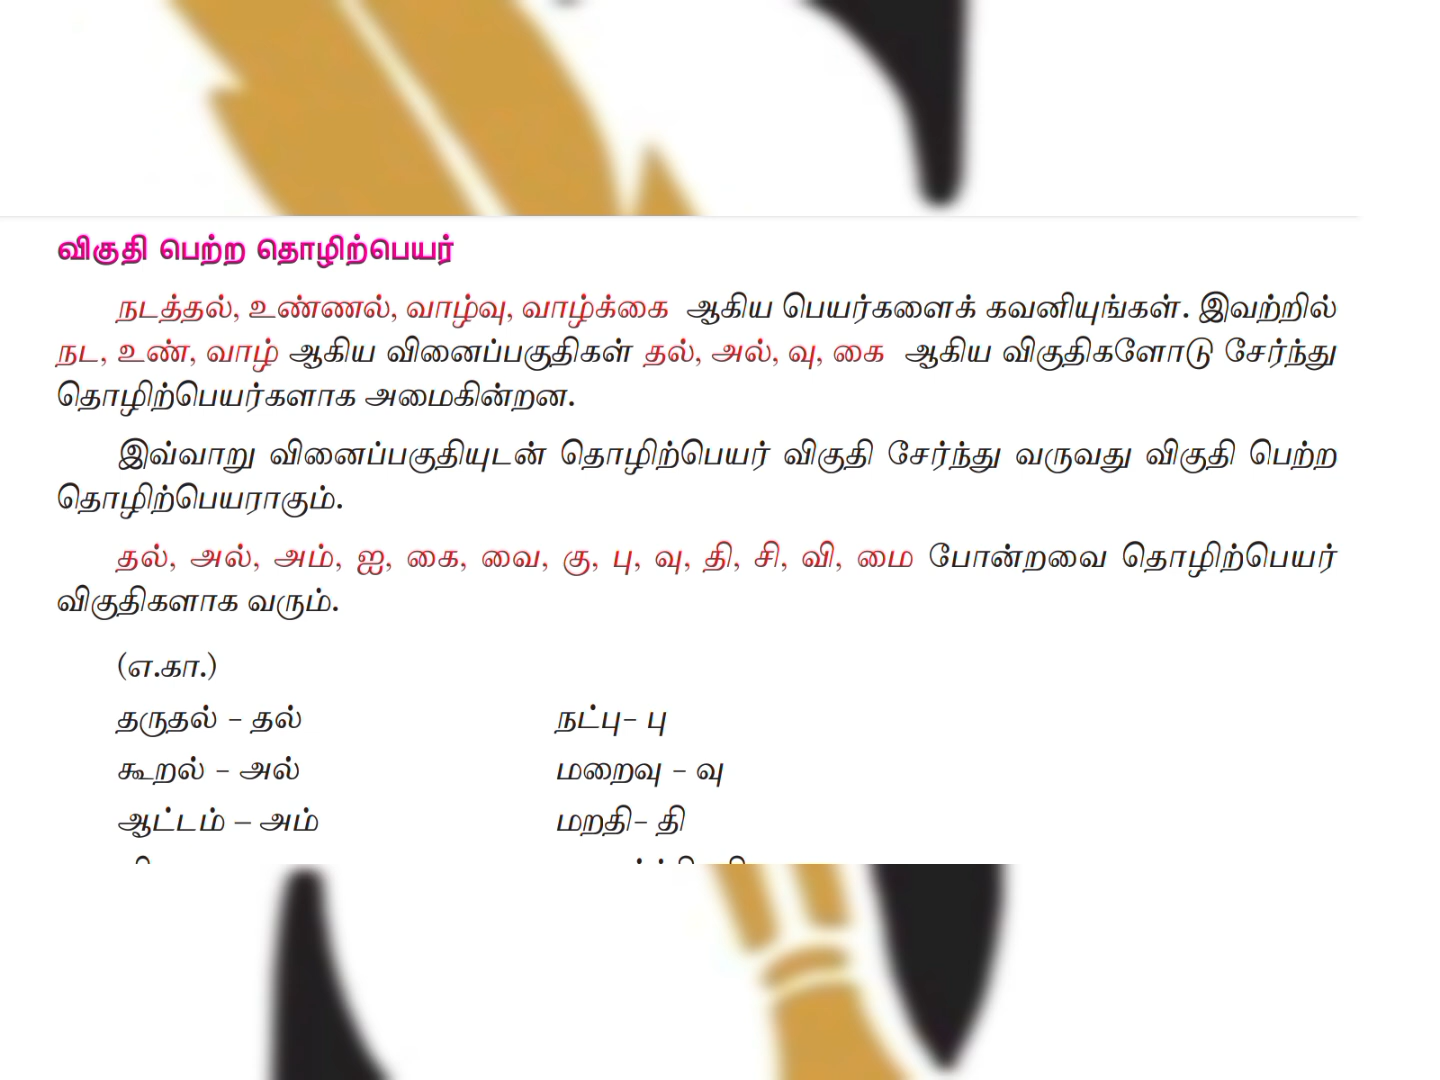 விகுதி பெற்ற தொழிற்பெயர்
நடத்தல், உண்ணல், வாழ்வு, வாழ்க்கை ஆகிய பெயர்களைக் கவனியுங்கள். இவற்றில்
நட, உண், வாழ் ஆகிய வினைப்பகுதிகள் தல், அல், வு, கை ஆகிய விகுதிகளோடு சேர்ந்து
தொழிற்பெயர்களாக அமைகின்றன.
இவ்வாறு வினைப்பகுதியுடன் தொழிற்பெயர் விகுதி சேர்ந்து வருவது விகுதி பெற்ற
தொழிற்பெயராகும்.
தல், அல், அம், ஐ, கை, வை, கு, பு, வு, தி, சி, வி, மை போன்றவை தொழிற்பெயர்
விகுதிகளாக வரும்.
(எ.கா.)
தருதல் – தல் நட்பு– பு
கூறல் – அல் மறைவு – வு
ஆட்டம் – அம் மறதி– தி